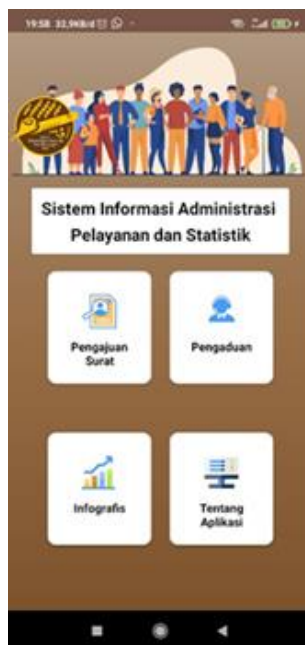 19:58
Sistem Informasi Administrasi
Pelayanan dan Statistik
Pengajuan
Surat
Pengaduan
Infografis
Tentang
Aplikasi